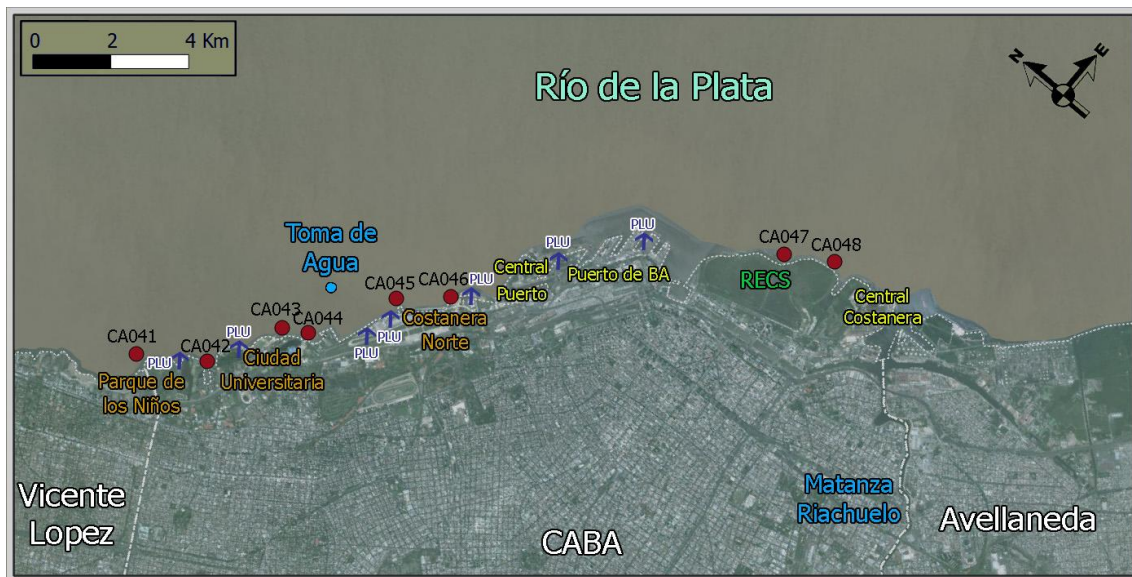 0 2 4 Km
N
E
Río de la Plata
Toma de
Agua
CA041
PLU
CA042
PLU
CA043
CA044
PLU
PLU
CA045
CA046
PLU
PLU
PLU
CA047
CA048
Parque de
los Niños
Ciudad
Universitaria
Costanera
Norte
Central
Puerto
Puerto de BA
RECS
Central
Costanera
Vicente
Lopez
CABA
Matanza
Riachuelo
Avellaneda